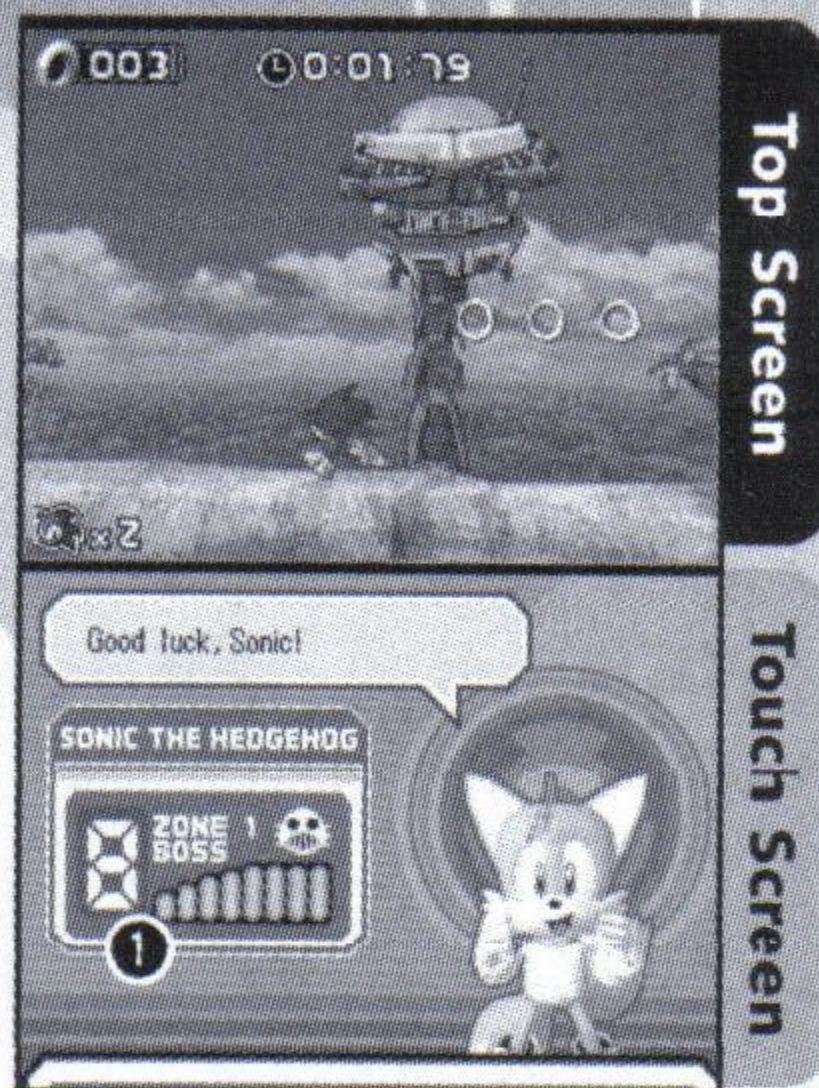 003 0:01:79
Top Screen
×2
Good luck, Sonic!
SONIC THE HEDGEHOG
8 ZONE 1
BOSS
1
Touch Screen